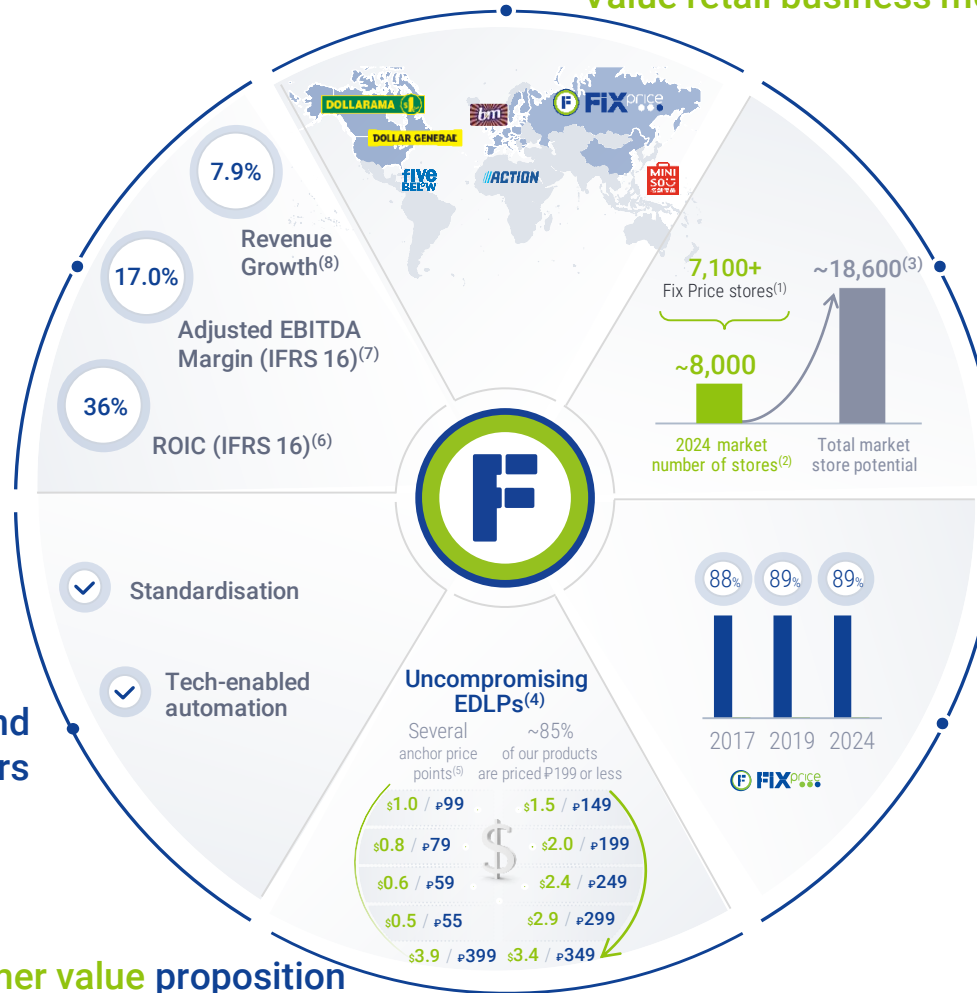 Value retail business
DOLLARAMA
DOLLAR GENERAL
bm
F FIX price
five BELOW
ACTION
MINI
SO
7.9%
Revenue
Growth(8)
17.0%
Adjusted EBITDA
Margin (IFRS 16)(7)
36%
ROIC (IFRS 16)(6)
7,100+
Fix Price stores(1)
~18,600(3)
~8,000
2024 market
number of stores(2)
Total market
store potential
F
88% 89% 89%
2017 2019 2024
F FIX price
Standardisation
Tech-enabled
automation
Uncompromising
EDLPs(4)
Several
anchor price
points(5)
~85%
of our products
are priced ₽199 or less
$1.0 / ₽99 $1.5 / ₽149
$0.8 / ₽79 $2.0 / ₽199
$0.6 / ₽59 $2.4 / ₽249
$0.5 / ₽55 $2.9 / ₽299
$3.9 / ₽399 $3.4 / ₽349
$
value proposition